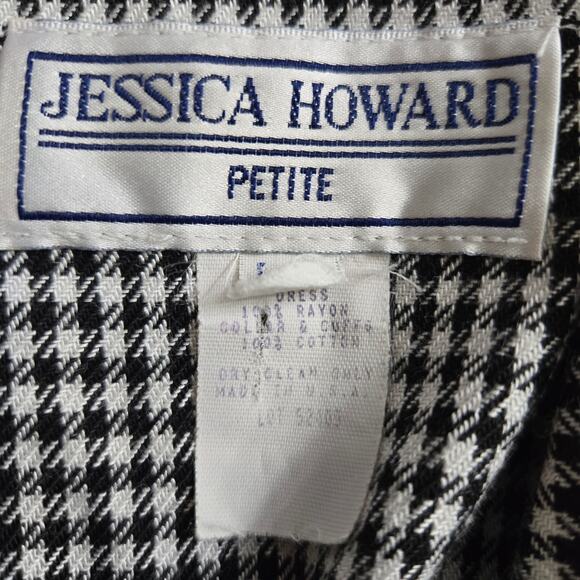 JESSICA HOWARD
PETITE
DRESS
100% RAYON
COLLAR & CUFFS
100% COTTON
DRY CLEAN ONLY
MADE IN U.S.A.
LOT